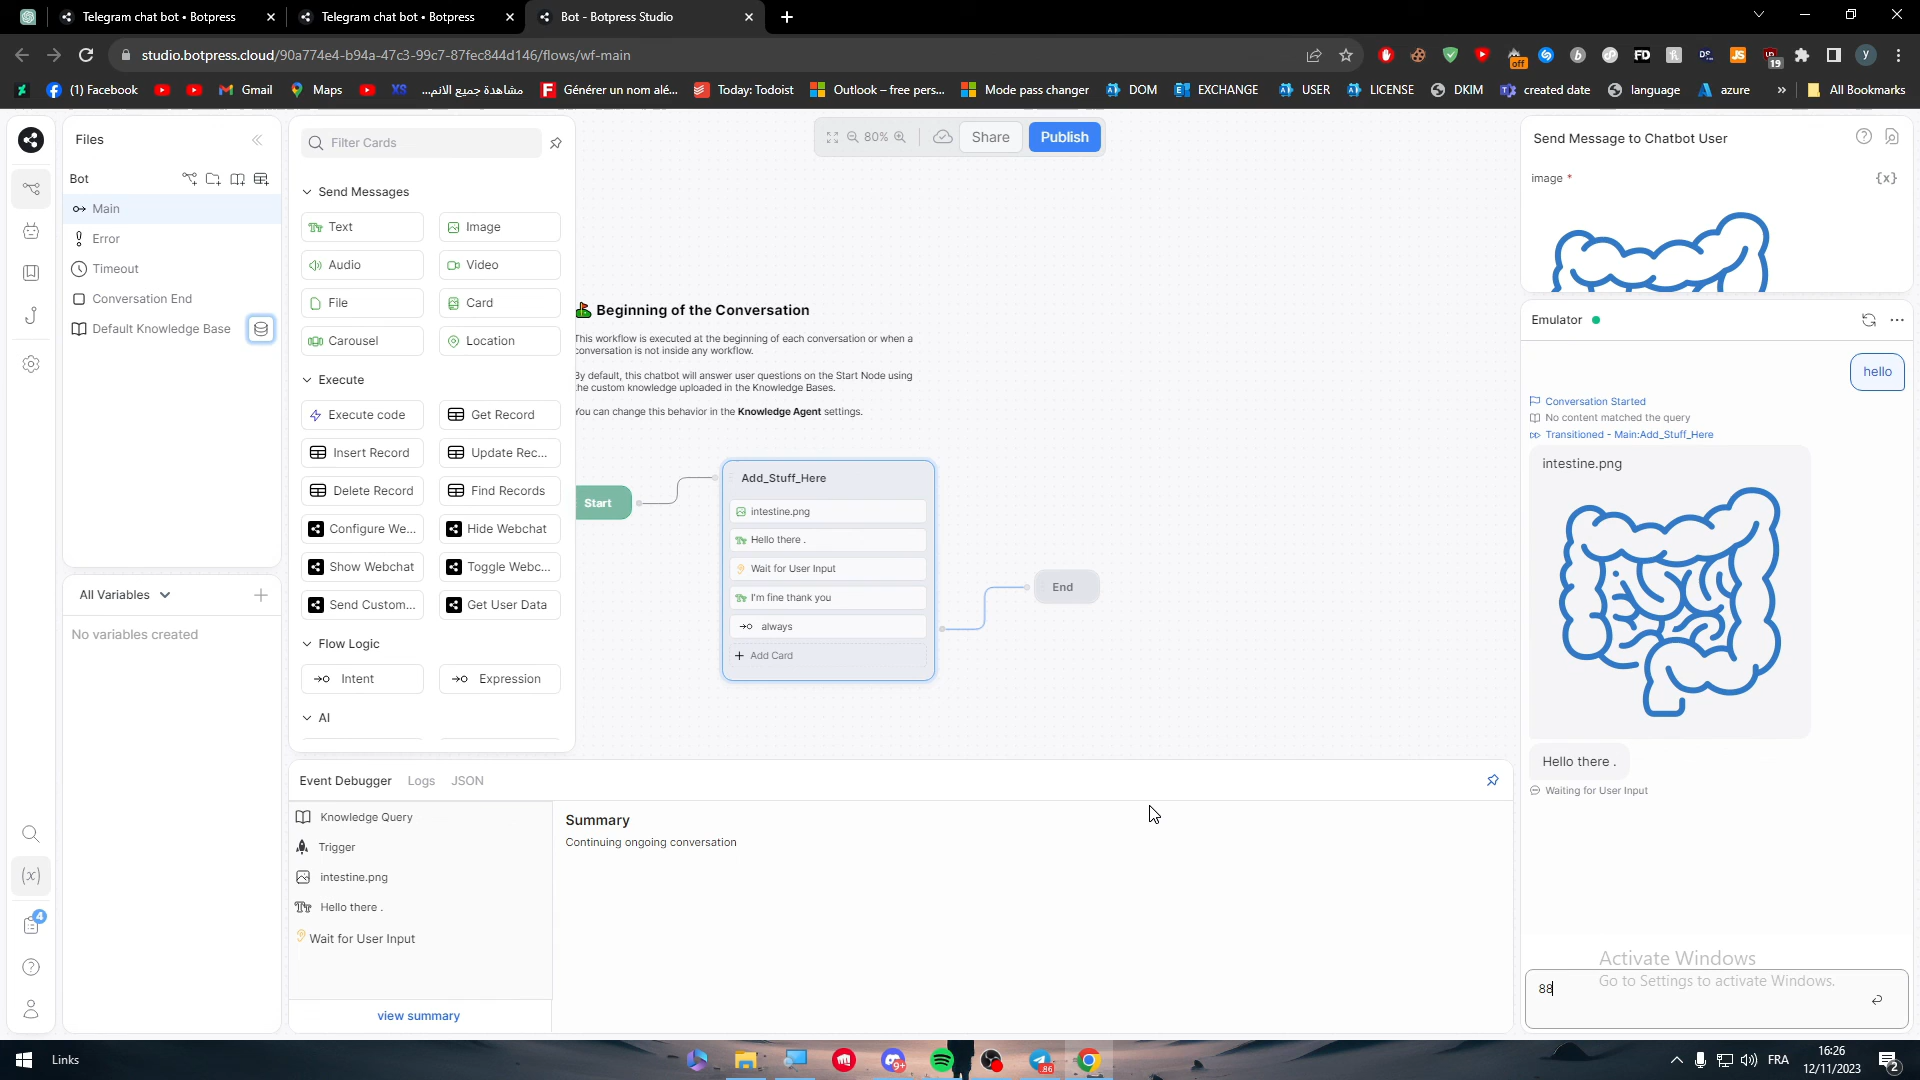 Telegram chat bot • Botpress
Telegram chat bot • Botpress
Bot - Botpress Studio
studio.botpress.cloud/90a774e4-b94a-47c3-99c7-87fec844d146/flows/wf-main
off
FD
JS
19
y
(1) Facebook
Gmail
Maps
XS
مشاهدة جميع الانم...
Générer un nom alé...
Today: Todoist
Outlook – free pers...
Mode pass changer
DOM
EXCHANGE
USER
LICENSE
DKIM
created date
language
azure
»
All Bookmarks
Files
Bot
Main
Error
Timeout
Conversation End
Default Knowledge Base
All Variables
No variables created
4
Filter Cards
Send Messages
Text
Image
Audio
Video
File
Card
Carousel
Location
Execute
Execute code
Get Record
Insert Record
Update Rec...
Delete Record
Find Records
Configure We...
Hide Webchat
Show Webchat
Toggle Webc...
Send Custom...
Get User Data
Flow Logic
Intent
Expression
AI
80%
Share
Publish
Beginning of the Conversation
This workflow is executed at the beginning of each conversation or when a
conversation is not inside any workflow.
By default, this chatbot will answer user questions on the Start Node using
the custom knowledge uploaded in the Knowledge Bases.
You can change this behavior in the Knowledge Agent settings.
Start
Add_Stuff_Here
intestine.png
Hello there .
Wait for User Input
I'm fine thank you
always
+ Add Card
End
Event Debugger
Logs
JSON
Knowledge Query
Trigger
intestine.png
Hello there .
Wait for User Input
view summary
Summary
Continuing ongoing conversation
Send Message to Chatbot User
image *
{x}
Emulator
hello
Conversation Started
No content matched the query
Transitioned - Main:Add_Stuff_Here
intestine.png
Hello there .
Waiting for User Input
Activate Windows
Go to Settings to activate Windows.
88
Links
9+
86
FRA
16:26
12/11/2023
2